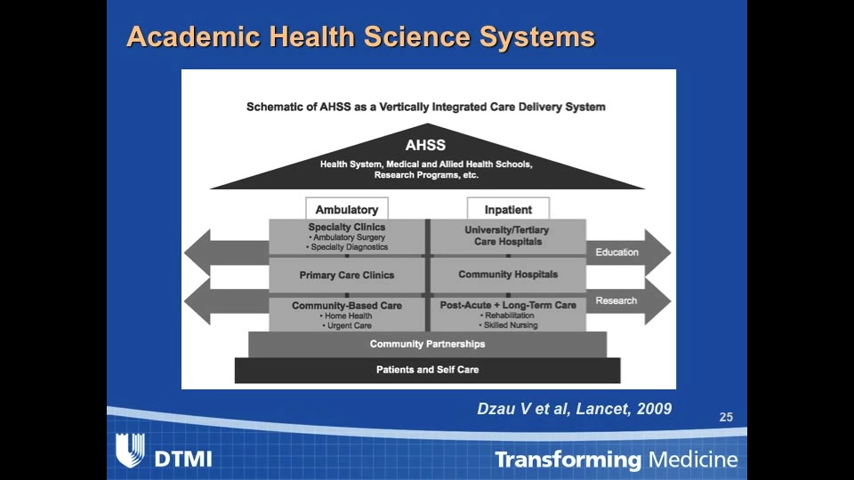 Academic Health Science Systems
Schematic of AHSS as a Vertically Integrated Care Delivery System
AHSS
Health System, Medical and Allied Health Schools,
Research Programs, etc.
Ambulatory
Inpatient
Specialty Clinics
• Ambulatory Surgery
• Specialty Diagnostics
University/Tertiary
Care Hospitals
Education
Primary Care Clinics
Community Hospitals
Research
Community-Based Care
• Home Health
• Urgent Care
Post-Acute + Long-Term Care
• Rehabilitation
• Skilled Nursing
Community Partnerships
Patients and Self Care
Dzau V et al, Lancet, 2009
25
DTMI
Transforming Medicine